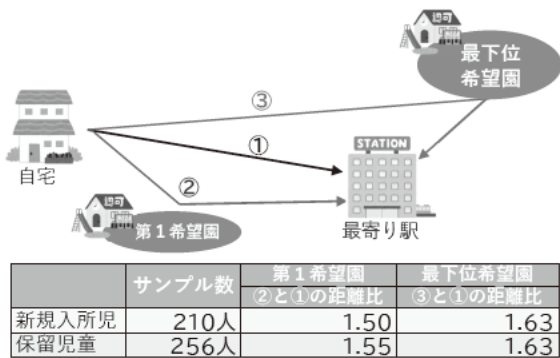 認可
最下位
希望園
③
①
STATION
自宅
②
認可
第1希望園
最寄り駅
サンプル数 第1希望園 最下位希望園
②と①の距離比 ③と①の距離比
新規入所児 210人 1.50 1.63
保留児童 256人 1.55 1.63